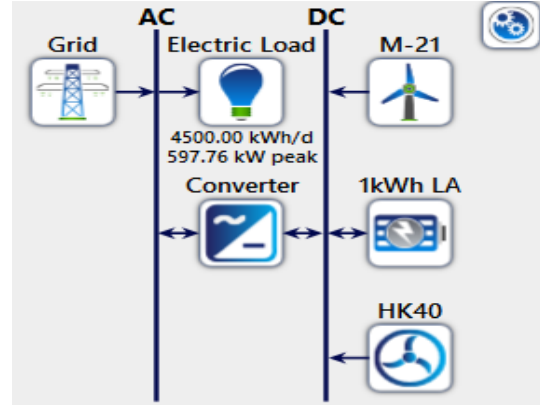 AC DC
Grid Electric Load M-21
4500.00 kWh/d
597.76 kW peak
Converter 1kWh LA
HK40